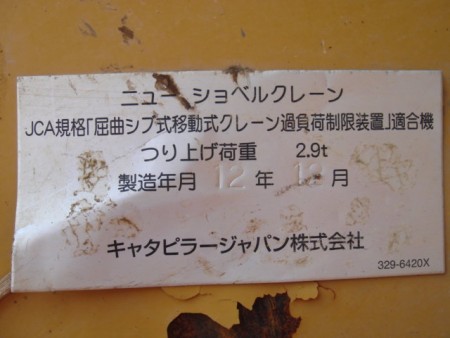 ニュー ショベルクレーン
JCA規格「屈曲ジブ式移動式クレーン過負荷制限装置」適合機
つり上げ荷重 2.9t
製造年月 12 年 月
キャタピラージャパン株式会社
329-6420X